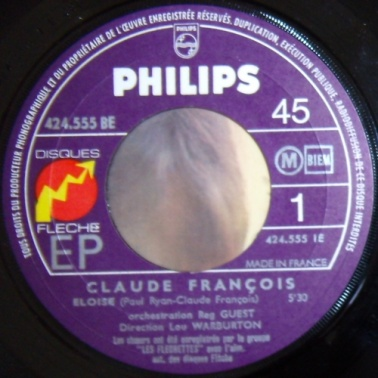 TOUS DROITS DU PRODUCTEUR PHONOGRAPHIQUE ET DU PROPRIÉTAIRE DE L'ŒUVRE ENREGISTRÉE RÉSERVÉS. DUPLICATION, EXÉCUTION PUBLIQUE, RADIODIFFUSION DE CE DISQUE INTERDITES
PHILIPS
PHILIPS
424.555 BE
45
DISQUES
FLECHE
EP
M BIEM
1
424.555 1E
MADE IN FRANCE
CLAUDE FRANÇOIS
ELOISE (Paul Ryan-Claude François) 5'30
orchestration Reg GUEST
Direction Lew WARBURTON
Les chœurs ont été enregistrés par le groupe
"LES FLECHETTES" avec l'aim.
aut. des disques Flèche